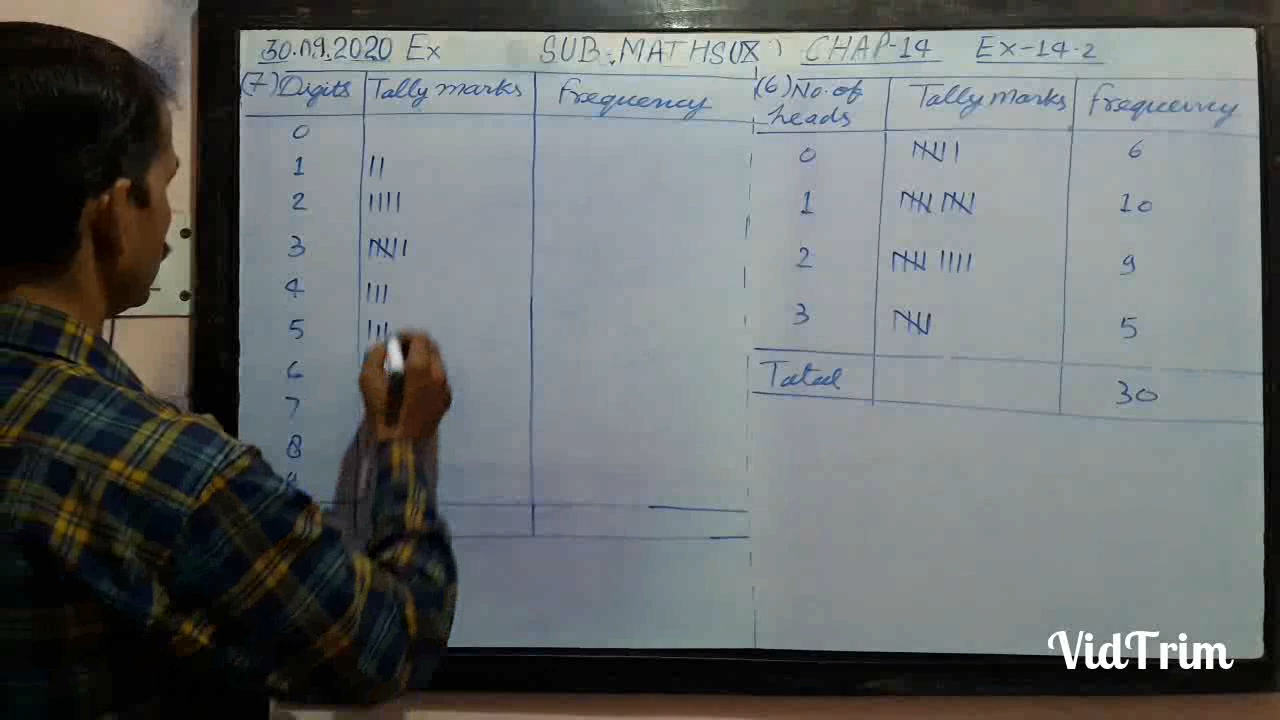 30.09.2020 Ex SUB:MATHS(IX) CHAP-14 EX-14.2
(7) Digits Tally marks Frequency
0
1 ||
2 ||||
3 |||| |
4 |||
5 |||
6
7
8
9
(6) No. of heads Tally Marks Frequency
0 |||| | 6
1 |||| |||| 10
2 |||| |||| 9
3 |||| 5
Total 30
VidTrim